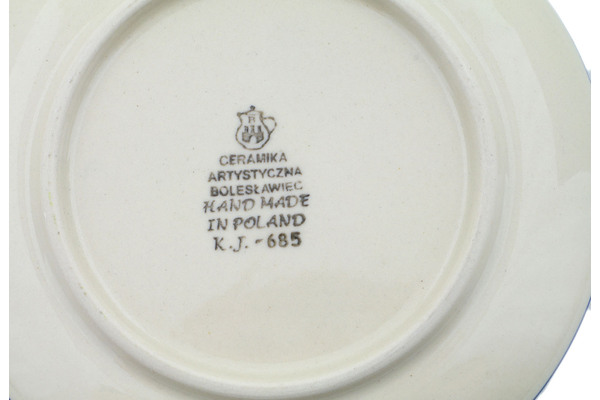 CERAMIKA
ARTYSTYCZNA
BOLESŁAWIEC
HAND MADE
IN POLAND
K.J.-685